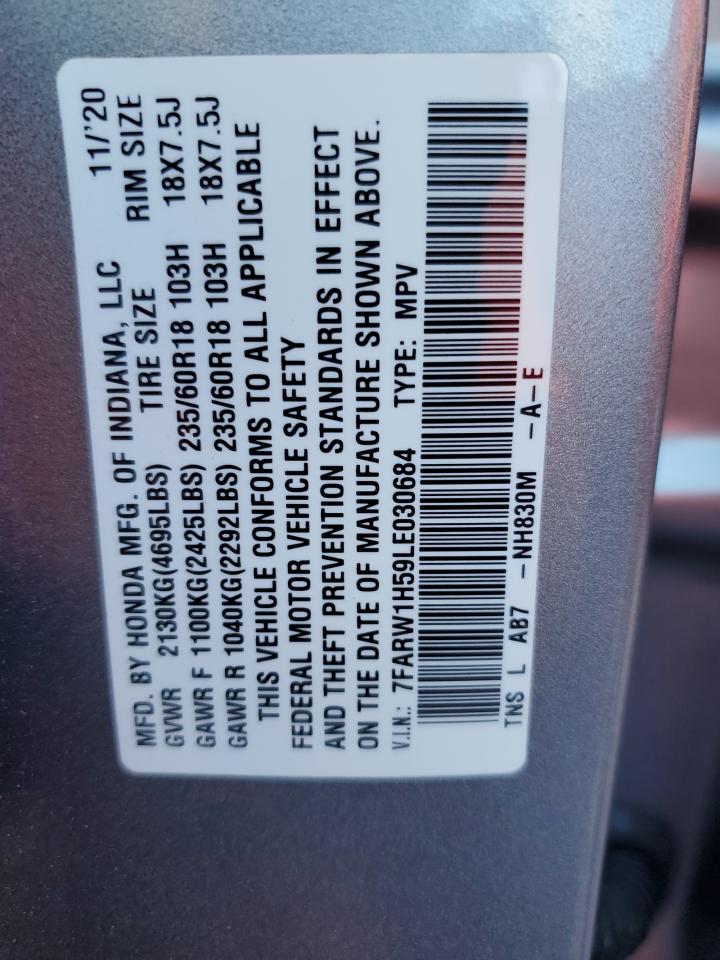 MFD. BY HONDA MFG. OF INDIANA, LLC 11/'20
GVWR 2130KG(4695LBS) TIRE SIZE RIM SIZE
GAWR F 1100KG(2425LBS) 235/60R18 103H 18X7.5J
GAWR R 1040KG(2292LBS) 235/60R18 103H 18X7.5J
THIS VEHICLE CONFORMS TO ALL APPLICABLE
FEDERAL MOTOR VEHICLE SAFETY
AND THEFT PREVENTION STANDARDS IN EFFECT
ON THE DATE OF MANUFACTURE SHOWN ABOVE.
V.I.N.: 7FARW1H59LE030684 TYPE: MPV
TNS L AB7 -NH830M -A-E